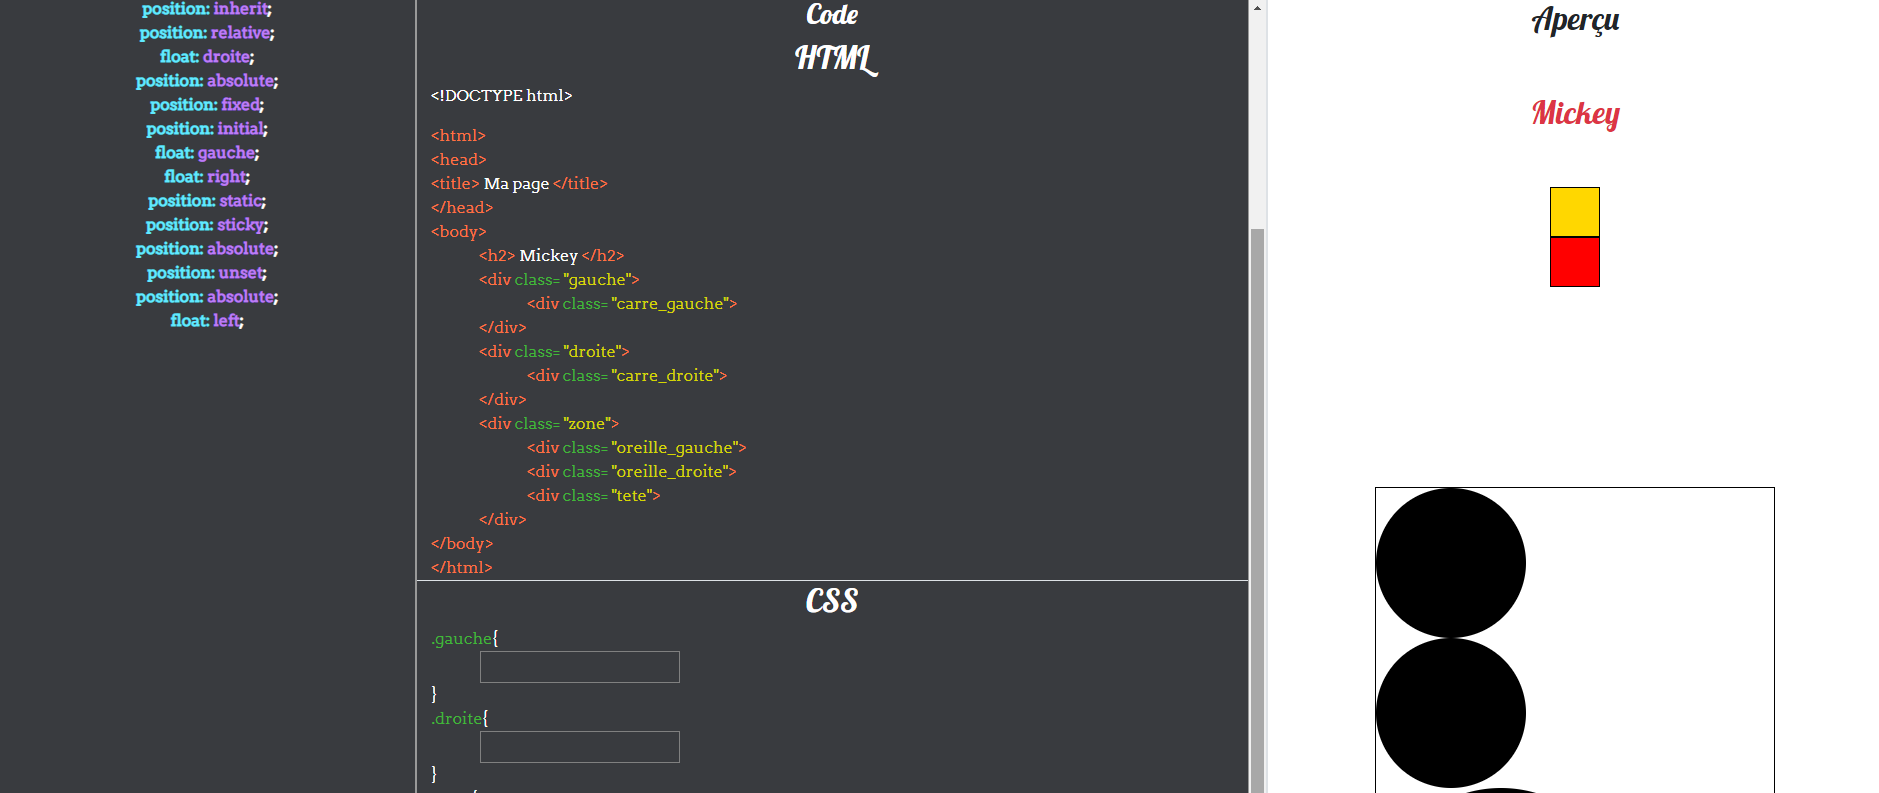 position: inherit;
position: relative;
float: droite;
position: absolute;
position: fixed;
position: initial;
float: gauche;
float: right;
position: static;
position: sticky;
position: absolute;
position: unset;
position: absolute;
float: left;
Code
HTML
<!DOCTYPE html>
<html>
<head>
<title> Ma page </title>
</head>
<body>
<h2> Mickey </h2>
<div class= "gauche">
<div class= "carre_gauche">
</div>
<div class= "droite">
<div class= "carre_droite">
</div>
<div class= "zone">
<div class= "oreille_gauche">
<div class= "oreille_droite">
<div class= "tete">
</div>
</body>
</html>
CSS
.gauche{
}
.droite{
}
Aperçu
Mickey